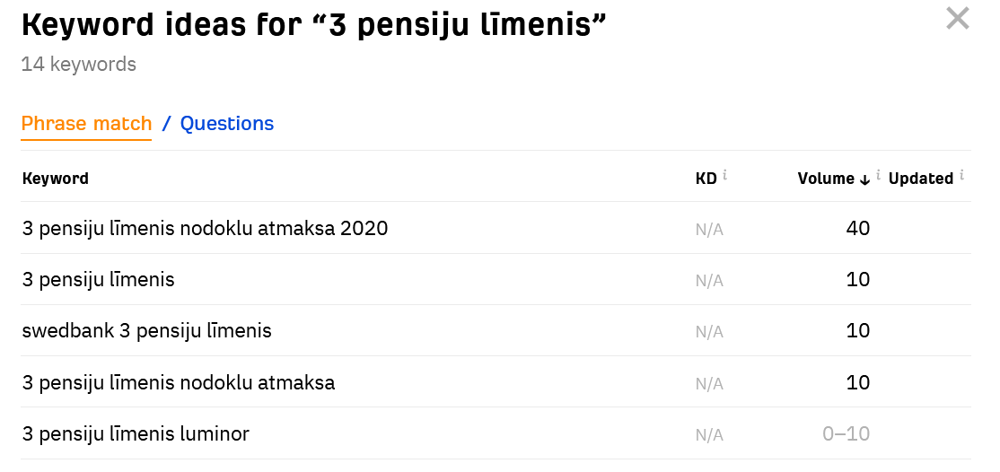 Keyword ideas for “3 pensiju līmenis”
14 keywords
Phrase match / Questions
Keyword KD i Volume ↓ i Updated i
3 pensiju līmenis nodoklu atmaksa 2020 N/A 40
3 pensiju līmenis N/A 10
swedbank 3 pensiju līmenis N/A 10
3 pensiju līmenis nodoklu atmaksa N/A 10
3 pensiju līmenis luminor N/A 0–10